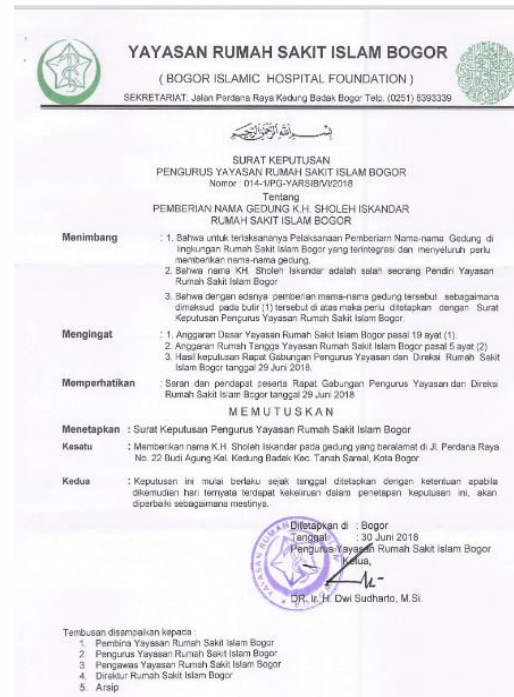 YAYASAN RUMAH SAKIT ISLAM BOGOR
( BOGOR ISLAMIC HOSPITAL FOUNDATION )
SEKRETARIAT: Jalan Perdana Raya Kedung Badak Bogor Telp. (0251) 8393339
SURAT KEPUTUSAN
PENGURUS YAYASAN RUMAH SAKIT ISLAM BOGOR
Nomor : 014-1/PG-YARSIB/VI/2018
Tentang
PEMBERIAN NAMA GEDUNG K.H. SHOLEH ISKANDAR
RUMAH SAKIT ISLAM BOGOR
Menimbang : 1. Bahwa untuk terlaksananya Pelaksanaan Pemberiarn Nama-nama Gedung di
lingkungan Rumah Sakit Islam Bogor yang terintegrasi dan menyeluruh perlu
memberikan nama-nama gedung.
2. Bahwa nama KH. Sholeh Iskandar adalah salah seorang Pendiri Yayasan
Rumah Sakit Islam Bogor
3. Bahwa dengan adanya pemberian mama-nama gedung tersebut sebagaimana
dimaksud pada bulir (1) tersebut di atas maka perlu ditetapkan dengan Surat
Keputusan Pengurus Yayasan Rumah Sakit Islam Bogor.
Mengingat : 1. Anggaran Dasar Yayasan Rumah Sakit Islam Bogor pasal 19 ayat (1).
2. Anggaran Rumah Tangga Yayasan Rumah Sakit Islam Bogor pasal 5 ayat (2)
3. Hasil keputusan Rapat Gabungan Pengurus Yayasan dan Direksi Rumah Sakit
Islam Bogor tanggal 29 Juni 2018.
Memperhatikan : Saran dan pendapat peserta Rapat Gabungan Pengurus Yayasan dan Direksi
Rumah Sakit Islam Bogor tanggal 29 Juni 2018
MEMUTUSKAN
Menetapkan : Surat Keputusan Pengurus Yayasan Rumah Sakit Islam Bogor
Kesatu : Memberikan nama K.H Sholeh Iskandar pada gedung yang beralamat di Jl. Perdana Raya
No. 22 Budi Agung Kel. Kedung Badak Kec. Tanah Sareal, Kota Bogor
Kedua : Keputusan ini mulai berlaku sejak tanggal ditetapkan dengan ketentuan apabila
dikemudian hari ternyata terdapat kekeliruan dalam penetapan keputusan ini, akan
diperbaiki sebagaimana mestinya.
Ditetapkan di : Bogor
Tanggal : 30 Juni 2018
Pengurus Yayasan Rumah Sakit Islam Bogor
Ketua,
DR. Ir. H. Dwi Sudharto, M.Si.
Tembusan disampaikan kepada :
1. Pembina Yayasan Rumah Sakit Islam Bogor
2. Pengurus Yayasan Rumah Sakit Islam Bogor
3. Pengawas Yayasan Rumah Sakit Islam Bogor
4. Direktur Rumah Sakit Islam Bogor
5. Arsip